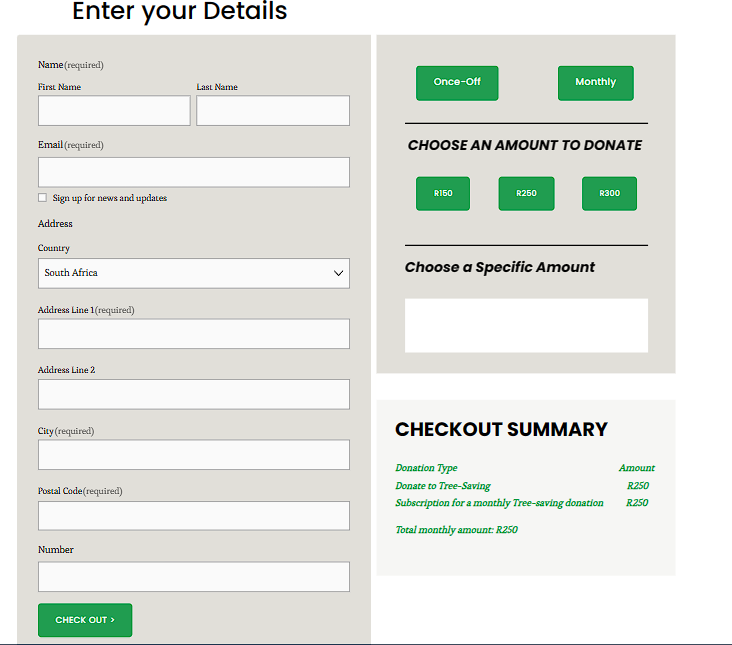 Enter your Details
Name(required)
First Name
Last Name
Email(required)
Sign up for news and updates
Address
Country
South Africa
Address Line 1(required)
Address Line 2
City(required)
Postal Code(required)
Number
CHECK OUT >
Once-Off
Monthly
CHOOSE AN AMOUNT TO DONATE
R150
R250
R300
Choose a Specific Amount
CHECKOUT SUMMARY
Donation Type Amount
Donate to Tree-Saving R250
Subscription for a monthly Tree-saving donation R250
Total monthly amount: R250